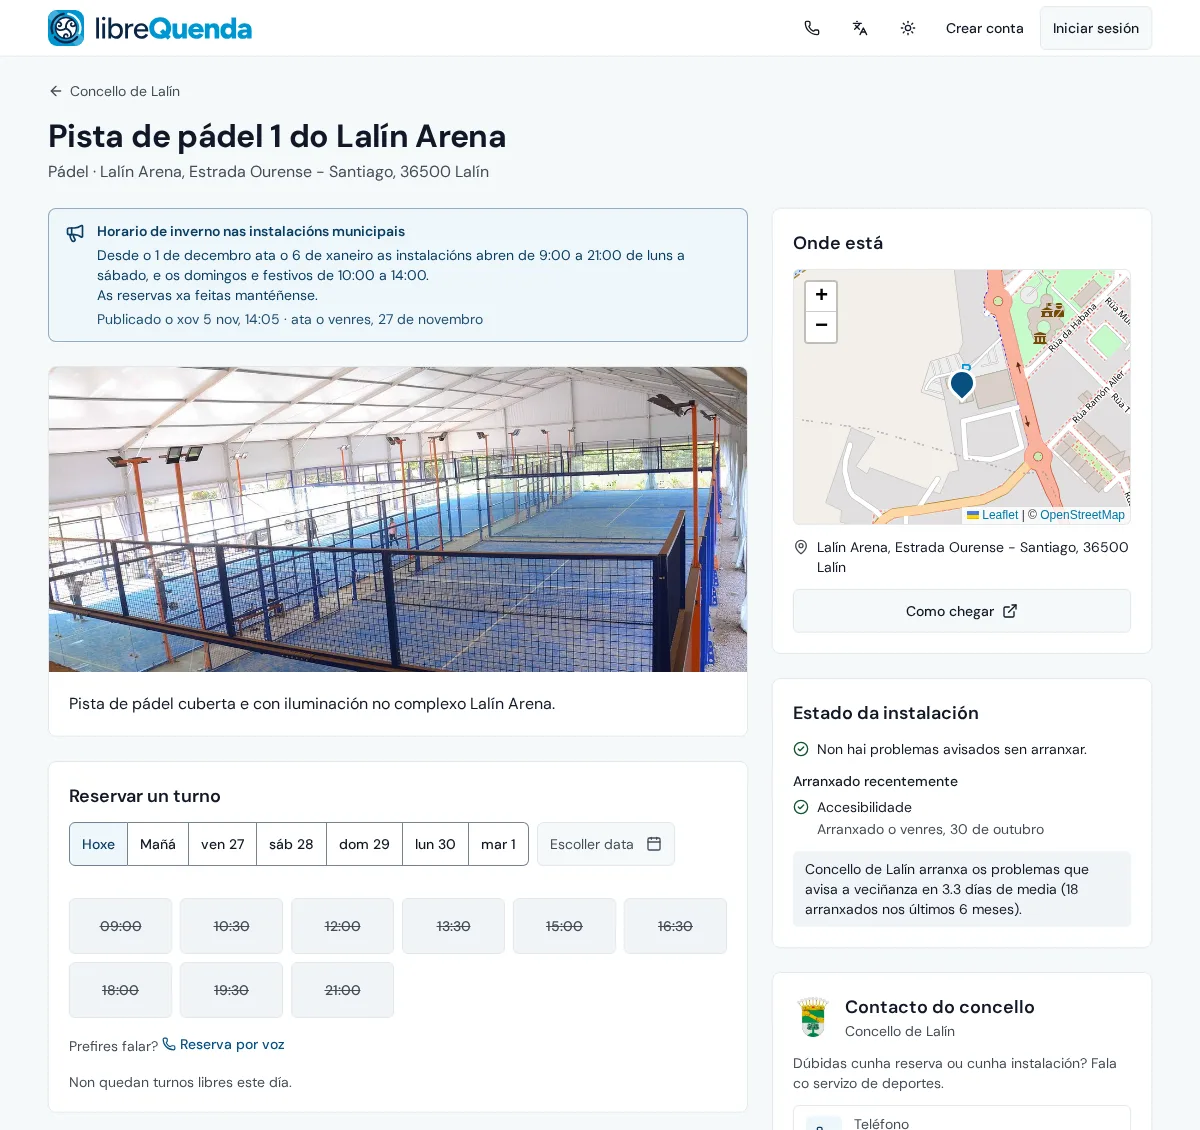 libreQuenda
Crear conta
Iniciar sesión
Concello de Lalín
Pista de pádel 1 do Lalín Arena
Pádel · Lalín Arena, Estrada Ourense - Santiago, 36500 Lalín
Horario de inverno nas instalacións municipais
Desde o 1 de decembro ata o 6 de xaneiro as instalacións abren de 9:00 a 21:00 de luns a
sábado, e os domingos e festivos de 10:00 a 14:00.
As reservas xa feitas mantéñense.
Publicado o xov 5 nov, 14:05 · ata o venres, 27 de novembro
Pista de pádel cuberta e con iluminación no complexo Lalín Arena.
Reservar un turno
Hoxe
Mañá
ven 27
sáb 28
dom 29
lun 30
mar 1
Escoller data
09:00
10:30
12:00
13:30
15:00
16:30
18:00
19:30
21:00
Prefires falar? Reserva por voz
Non quedan turnos libres este día.
Onde está
+
−
Rúa da Habana
Rúa Ramón Aller
Leaflet | © OpenStreetMap
Lalín Arena, Estrada Ourense - Santiago, 36500
Lalín
Como chegar
Estado da instalación
Non hai problemas avisados sen arranxar.
Arranxado recentemente
Accesibilidade
Arranxado o venres, 30 de outubro
Concello de Lalín arranxa os problemas que
avisa a veciñanza en 3.3 días de media (18
arranxados nos últimos 6 meses).
Contacto do concello
Concello de Lalín
Dúbidas cunha reserva ou cunha instalación? Fala
co servizo de deportes.
Teléfono